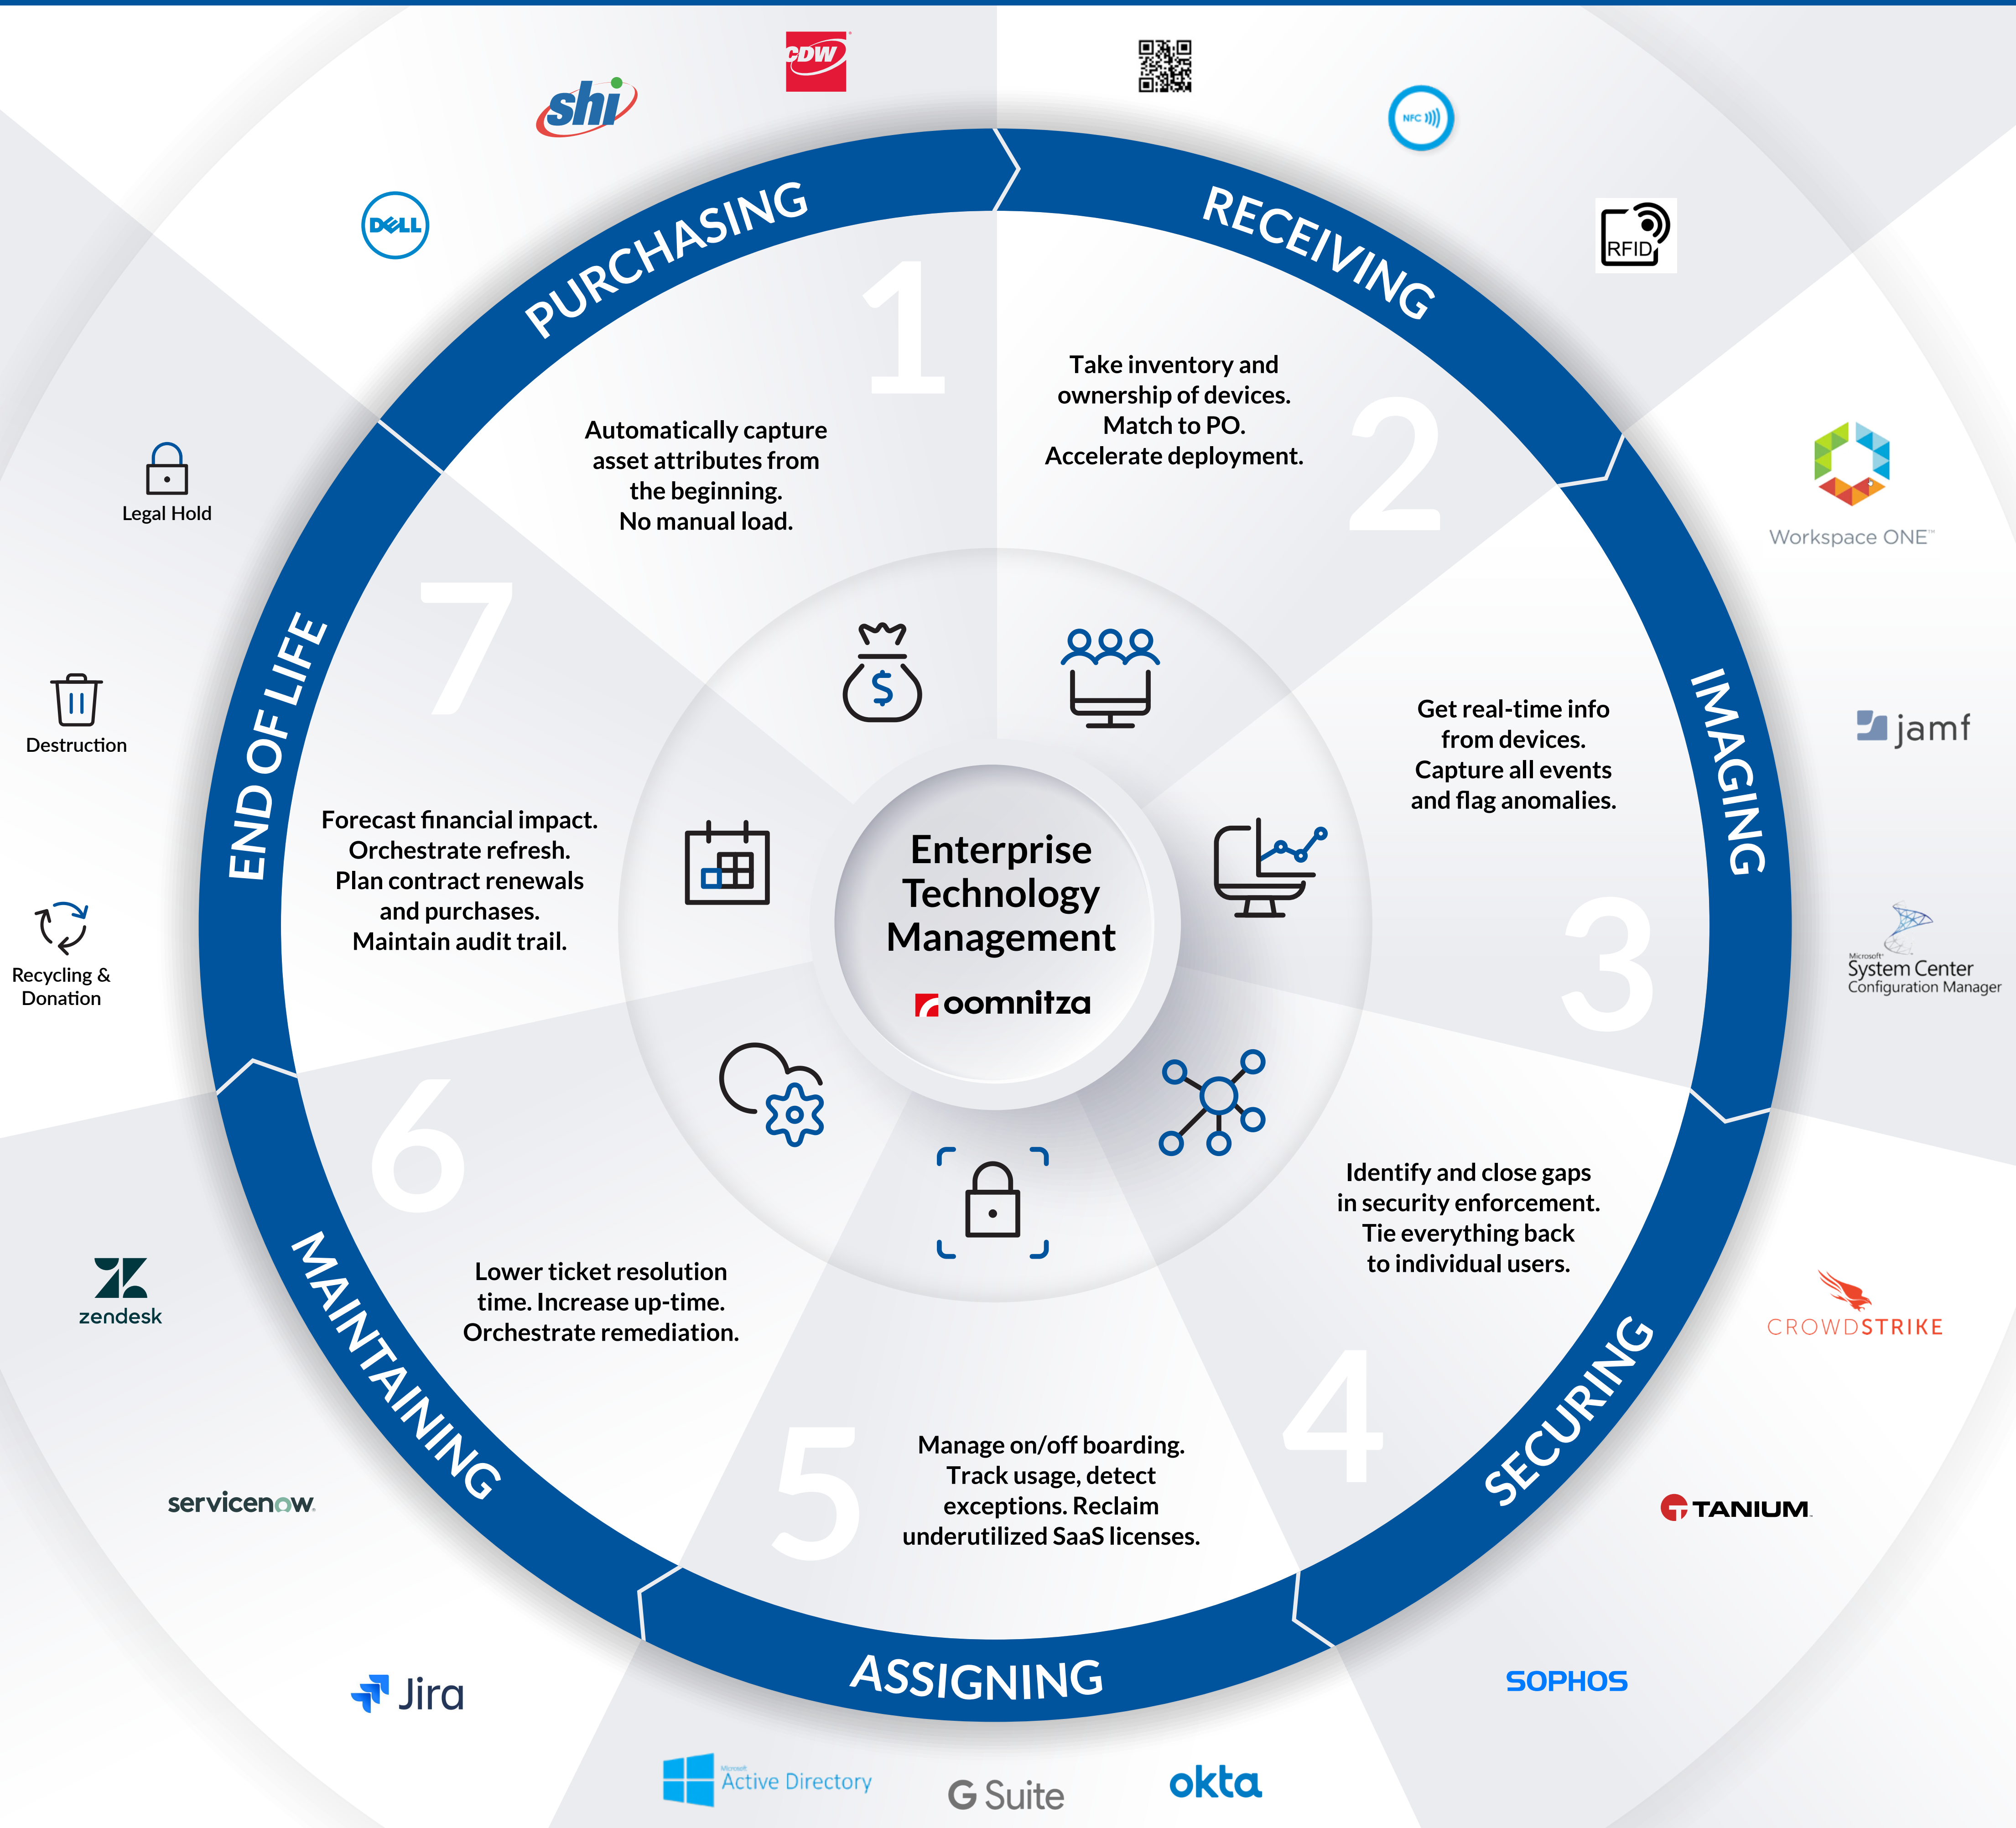 CDW
shi
DELL
NFC
RFID
PURCHASING
1
Automatically capture
asset attributes from
the beginning.
No manual load.
RECEIVING
2
Take inventory and
ownership of devices.
Match to PO.
Accelerate deployment.
Workspace ONE™
jamf
Microsoft®
System Center
Configuration Manager
IMAGING
3
Get real-time info
from devices.
Capture all events
and flag anomalies.
SECURING
4
Identify and close gaps
in security enforcement.
Tie everything back
to individual users.
CROWDSTRIKE
TANIUM
SOPHOS
ASSIGNING
5
Manage on/off boarding.
Track usage, detect
exceptions. Reclaim
underutilized SaaS licenses.
Microsoft
Active Directory
G Suite
okta
MAINTAINING
6
Lower ticket resolution
time. Increase up-time.
Orchestrate remediation.
zendesk
servicenow
Jira
END OF LIFE
7
Forecast financial impact.
Orchestrate refresh.
Plan contract renewals
and purchases.
Maintain audit trail.
Legal Hold
Destruction
Recycling &
Donation
$
Enterprise
Technology
Management
oomnitza